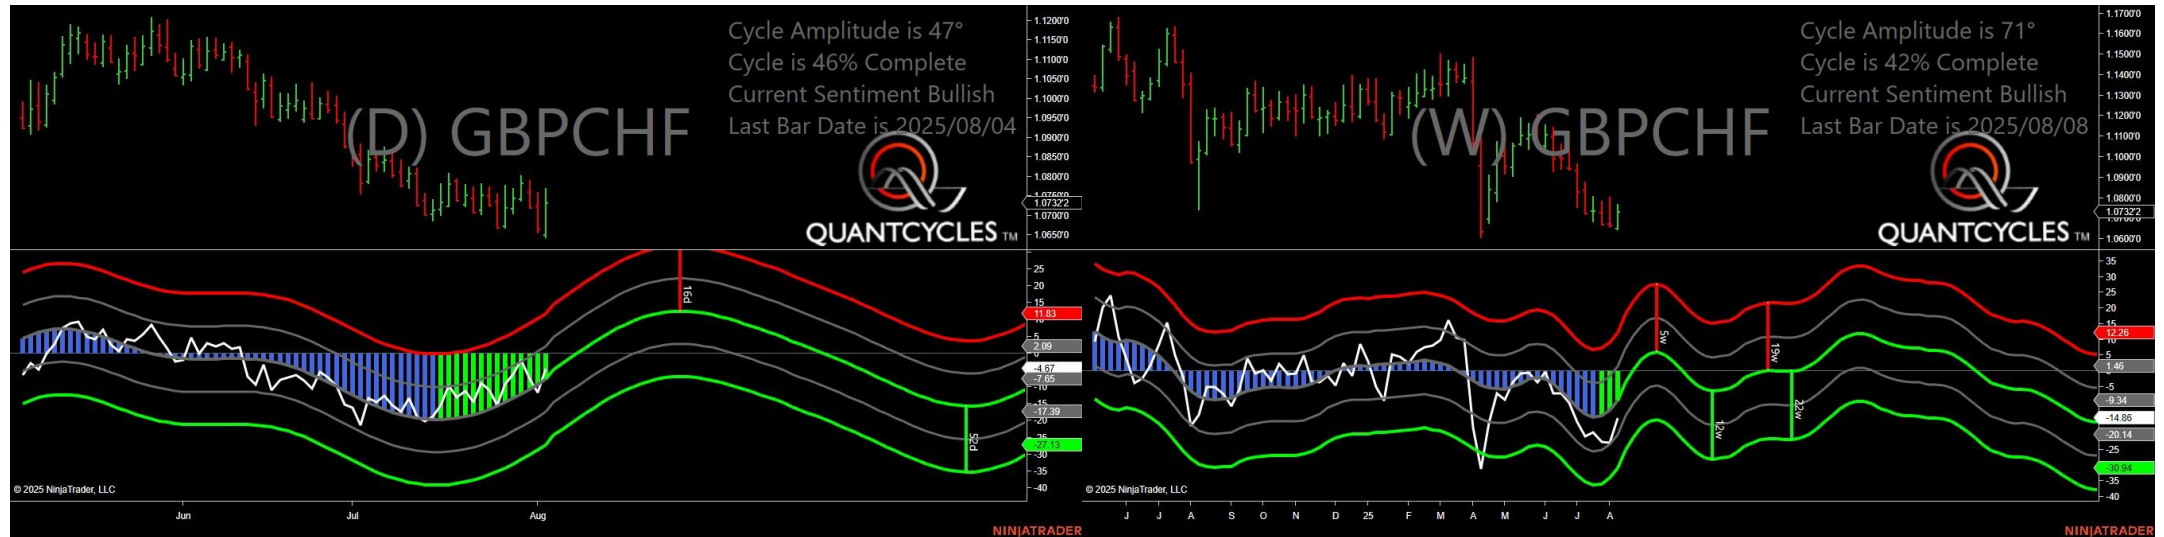 Cycle Amplitude is 47°
Cycle is 46% Complete
Current Sentiment Bullish
Last Bar Date is 2025/08/04
(D) GBPCHF
QUANTCYCLES TM
1.1200'0
1.1150'0
1.1050'0
1.1000'0
1.0950'0
1.0900'0
1.0850'0
1.0800'0
1.0750'0
1.0732'2
1.0700'0
1.0650'0
16d
52d
25
20
15
11.83
5
2.09
-4.67
-7.65
-10
-15
-17.39
-20
-27.13
-30
-35
-40
© 2025 NinjaTrader, LLC
Jun
Jul
Aug
NINJATRADER
Cycle Amplitude is 71°
Cycle is 42% Complete
Current Sentiment Bullish
Last Bar Date is 2025/08/08
(W) GBPCHF
QUANTCYCLES TM
1.1700'0
1.1600'0
1.1500'0
1.1400'0
1.1300'0
1.1200'0
1.1100'0
1.1000'0
1.0900'0
1.0800'0
1.0732'2
1.0600'0
5w
19w
12w
22w
35
30
25
20
15
12.26
5
1.46
-5
-9.34
-14.86
-20.14
-25
-30.94
-35
-40
© 2025 NinjaTrader, LLC
J J A S O N D 25 F M A M J J A
NINJATRADER